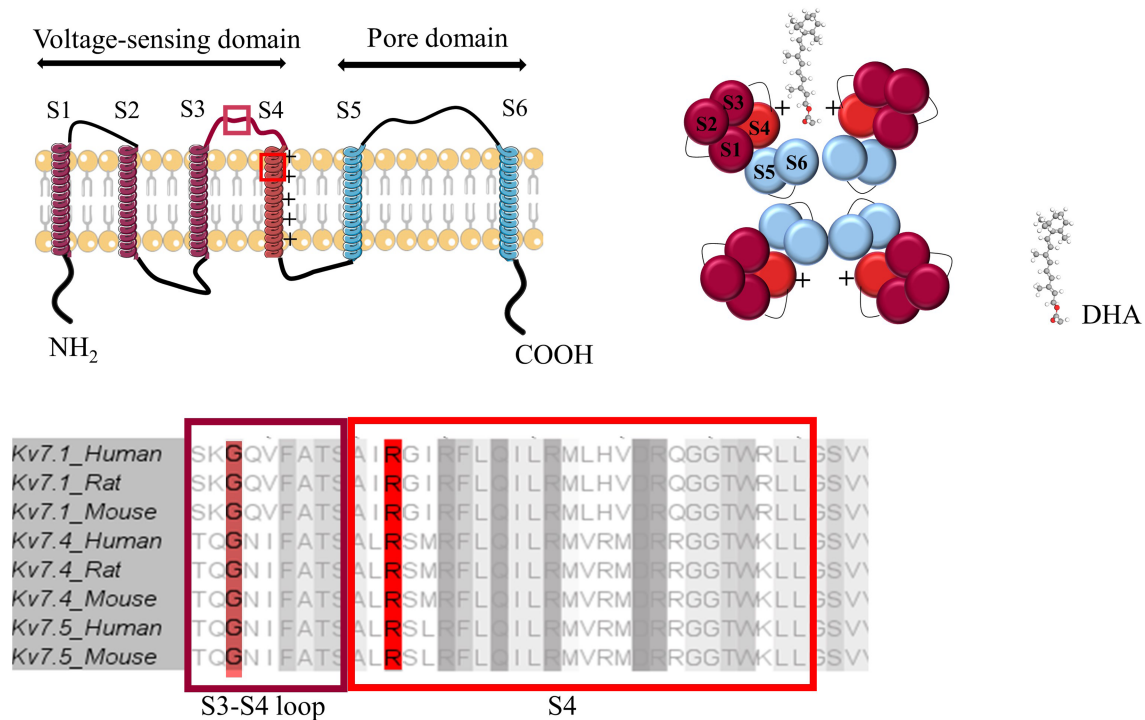 Voltage-sensing domain Pore domain
S1 S2 S3 S4 S5 S6
+
+
+
+
+
NH2
COOH
S3
S2 S4
S1
S5 S6
+ +
+ +
DHA
Kv7.1_Human SKGQVFATSAIRGIRFLQILRMLHVDRQGGTWRLLGSVV
Kv7.1_Rat SKGQVFATSAIRGIRFLQILRMLHVDRQGGTWRLLGSVV
Kv7.1_Mouse SKGQVFATSAIRGIRFLQILRMLHVDRQGGTWRLLGSVV
Kv7.4_Human TQGNIFATSALRSMRFLQILRMVRMDRRGGTWKLLGSVV
Kv7.4_Rat TQGNIFATSALRSMRFLQILRMVRMDRRGGTWKLLGSVV
Kv7.4_Mouse TQGNIFATSALRSMRFLQILRMVRMDRRGGTWKLLGSVV
Kv7.5_Human TQGNIFATSALRSLRFLQILRMVRMDRRGGTWKLLGSVV
Kv7.5_Mouse TQGNIFATSALRSLRFLQILRMVRMDRRGGTWKLLGSVV
S3-S4 loop S4